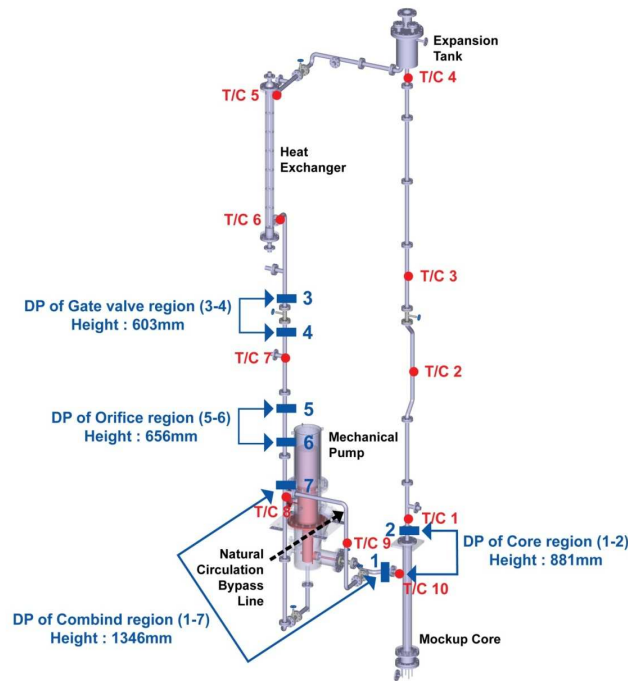 Expansion
Tank
T/C 4
T/C 5
Heat
Exchanger
T/C 6
T/C 3
3
DP of Gate valve region (3-4)
Height : 603mm
4
T/C 7
T/C 2
5
DP of Orifice region (5-6)
Height : 656mm
6
Mechanical
Pump
7
T/C 8
T/C 1
2
DP of Core region (1-2)
Height : 881mm
T/C 9
Natural
Circulation
Bypass
Line
1
T/C 10
DP of Combind region (1-7)
Height : 1346mm
Mockup Core